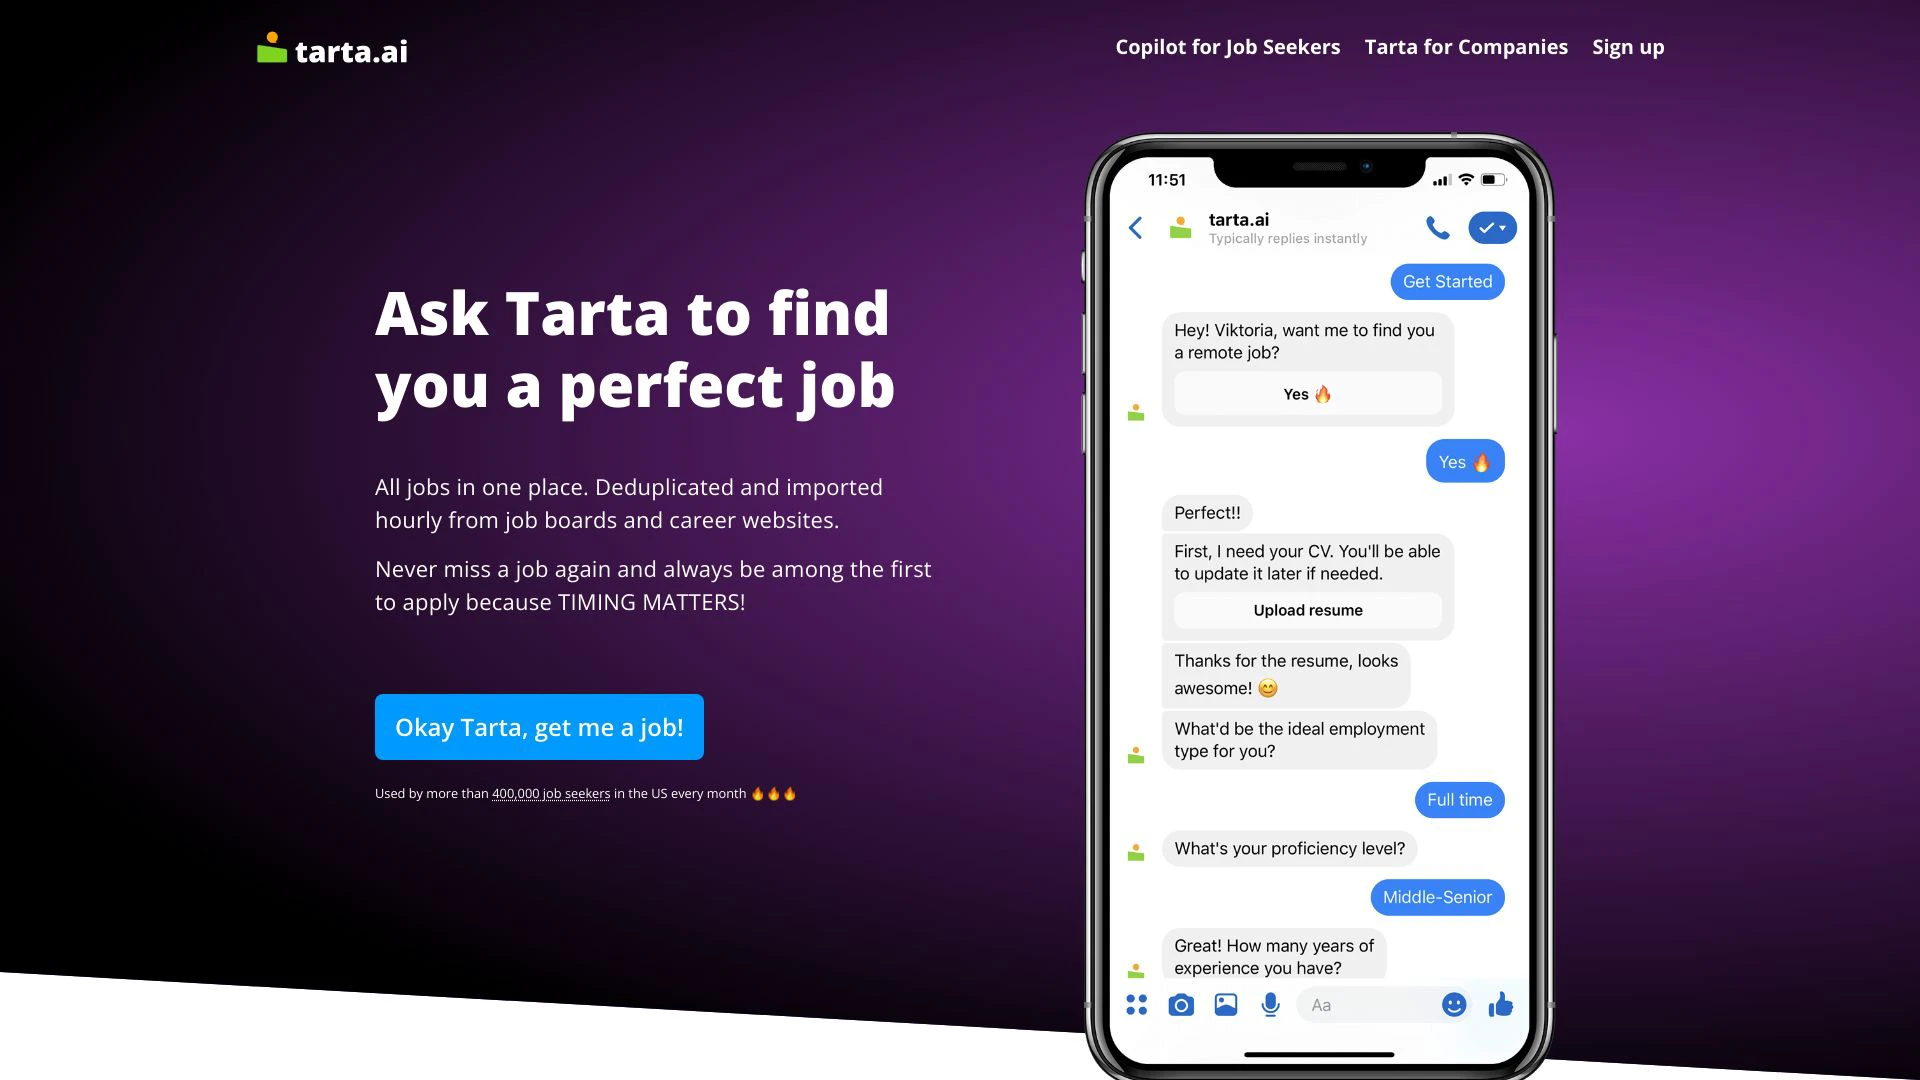 tarta.ai
Copilot for Job Seekers
Tarta for Companies
Sign up
Ask Tarta to find
you a perfect job
All jobs in one place. Deduplicated and imported
hourly from job boards and career websites.
Never miss a job again and always be among the first
to apply because TIMING MATTERS!
Okay Tarta, get me a job!
Used by more than 400,000 job seekers in the US every month 🔥🔥🔥
11:51
tarta.ai
Typically replies instantly
Get Started
Hey! Viktoria, want me to find you
a remote job?
Yes 🔥
Yes 🔥
Perfect!!
First, I need your CV. You'll be able
to update it later if needed.
Upload resume
Thanks for the resume, looks
awesome! 😊
What'd be the ideal employment
type for you?
Full time
What's your proficiency level?
Middle-Senior
Great! How many years of
experience you have?
Aa